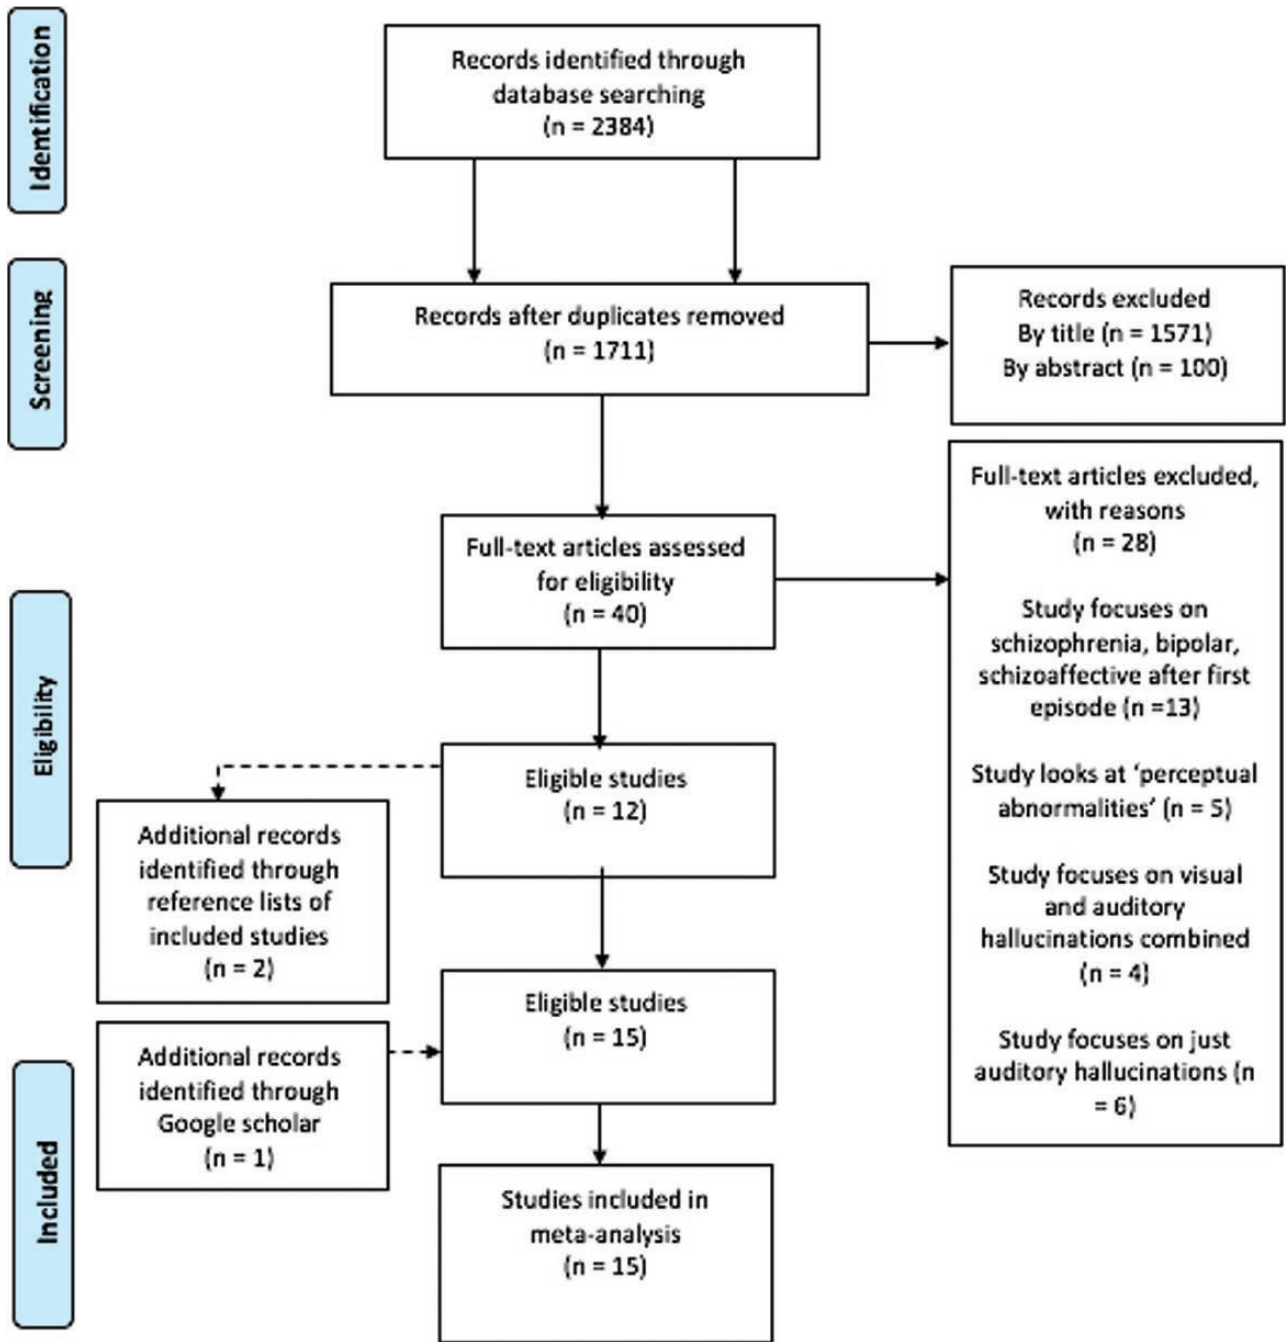 Identification
Records identified through
database searching
(n = 2384)
Screening
Records after duplicates removed
(n = 1711)
Records excluded
By title (n = 1571)
By abstract (n = 100)
Eligibility
Full-text articles assessed
for eligibility
(n = 40)
Full-text articles excluded,
with reasons
(n = 28)
Study focuses on
schizophrenia, bipolar,
schizoaffective after first
episode (n =13)
Study looks at ‘perceptual
abnormalities’ (n = 5)
Study focuses on visual
and auditory
hallucinations combined
(n = 4)
Study focuses on just
auditory hallucinations (n
= 6)
Eligible studies
(n = 12)
Additional records
identified through
reference lists of
included studies
(n = 2)
Eligible studies
(n = 15)
Additional records
identified through
Google scholar
(n = 1)
Included
Studies included in
meta-analysis
(n = 15)